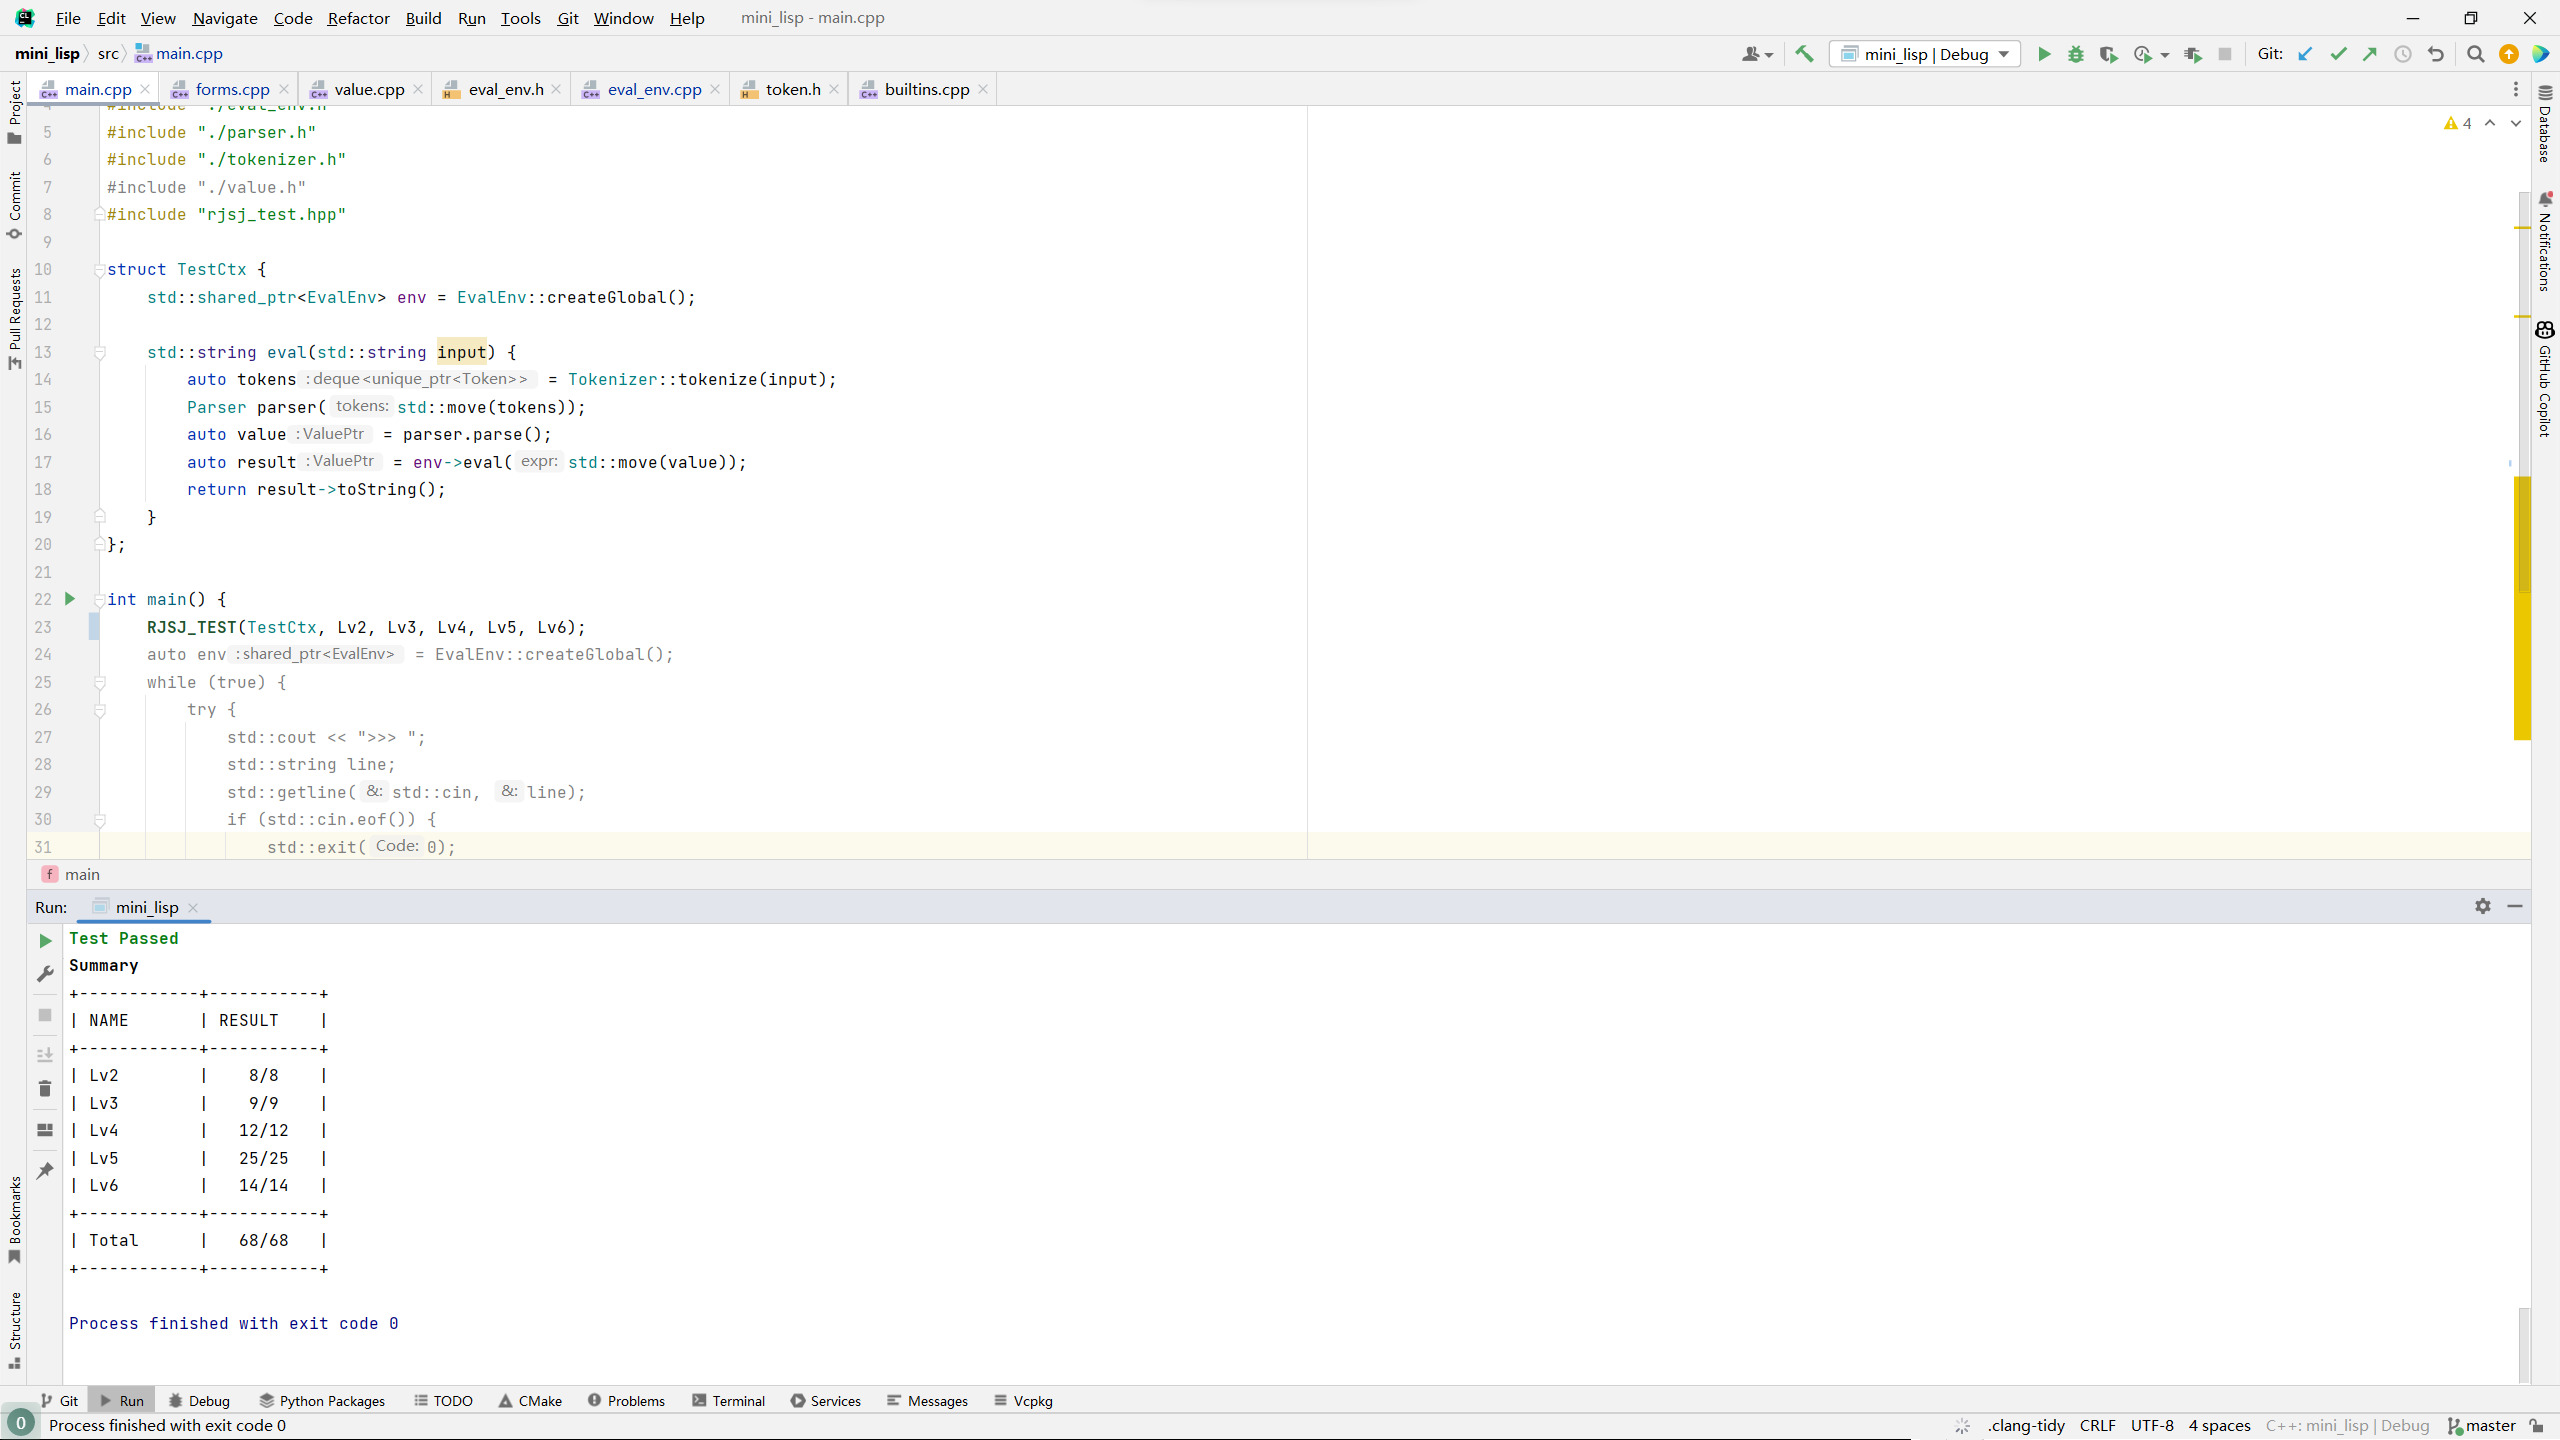 File Edit View Navigate Code Refactor Build Run Tools Git Window Help mini_lisp - main.cpp
mini_lisp src main.cpp mini_lisp | Debug Git:
main.cpp forms.cpp value.cpp eval_env.h eval_env.cpp token.h builtins.cpp
Project
Commit
Pull Requests
Bookmarks
Structure
Database
Notifications
GitHub Copilot
4
#include "./eval_env.h"
5 #include "./parser.h"
6 #include "./tokenizer.h"
7 #include "./value.h"
8 #include "rjsj_test.hpp"
9
10 struct TestCtx {
11 std::shared_ptr<EvalEnv> env = EvalEnv::createGlobal();
12
13 std::string eval(std::string input) {
14 auto tokens :deque<unique_ptr<Token>> = Tokenizer::tokenize(input);
15 Parser parser( tokens: std::move(tokens));
16 auto value :ValuePtr = parser.parse();
17 auto result :ValuePtr = env->eval( expr: std::move(value));
18 return result->toString();
19 }
20 };
21
22 int main() {
23 RJSJ_TEST(TestCtx, Lv2, Lv3, Lv4, Lv5, Lv6);
24 auto env :shared_ptr<EvalEnv> = EvalEnv::createGlobal();
25 while (true) {
26 try {
27 std::cout << ">>> ";
28 std::string line;
29 std::getline( &: std::cin, &: line);
30 if (std::cin.eof()) {
31 std::exit( Code: 0);
f main
Run: mini_lisp
Test Passed
Summary
+------------+-----------+
| NAME | RESULT |
+------------+-----------+
| Lv2 | 8/8 |
| Lv3 | 9/9 |
| Lv4 | 12/12 |
| Lv5 | 25/25 |
| Lv6 | 14/14 |
+------------+-----------+
| Total | 68/68 |
+------------+-----------+
Process finished with exit code 0
Git Run Debug Python Packages TODO CMake Problems Terminal Services Messages Vcpkg
0 Process finished with exit code 0 .clang-tidy CRLF UTF-8 4 spaces C++: mini_lisp | Debug master